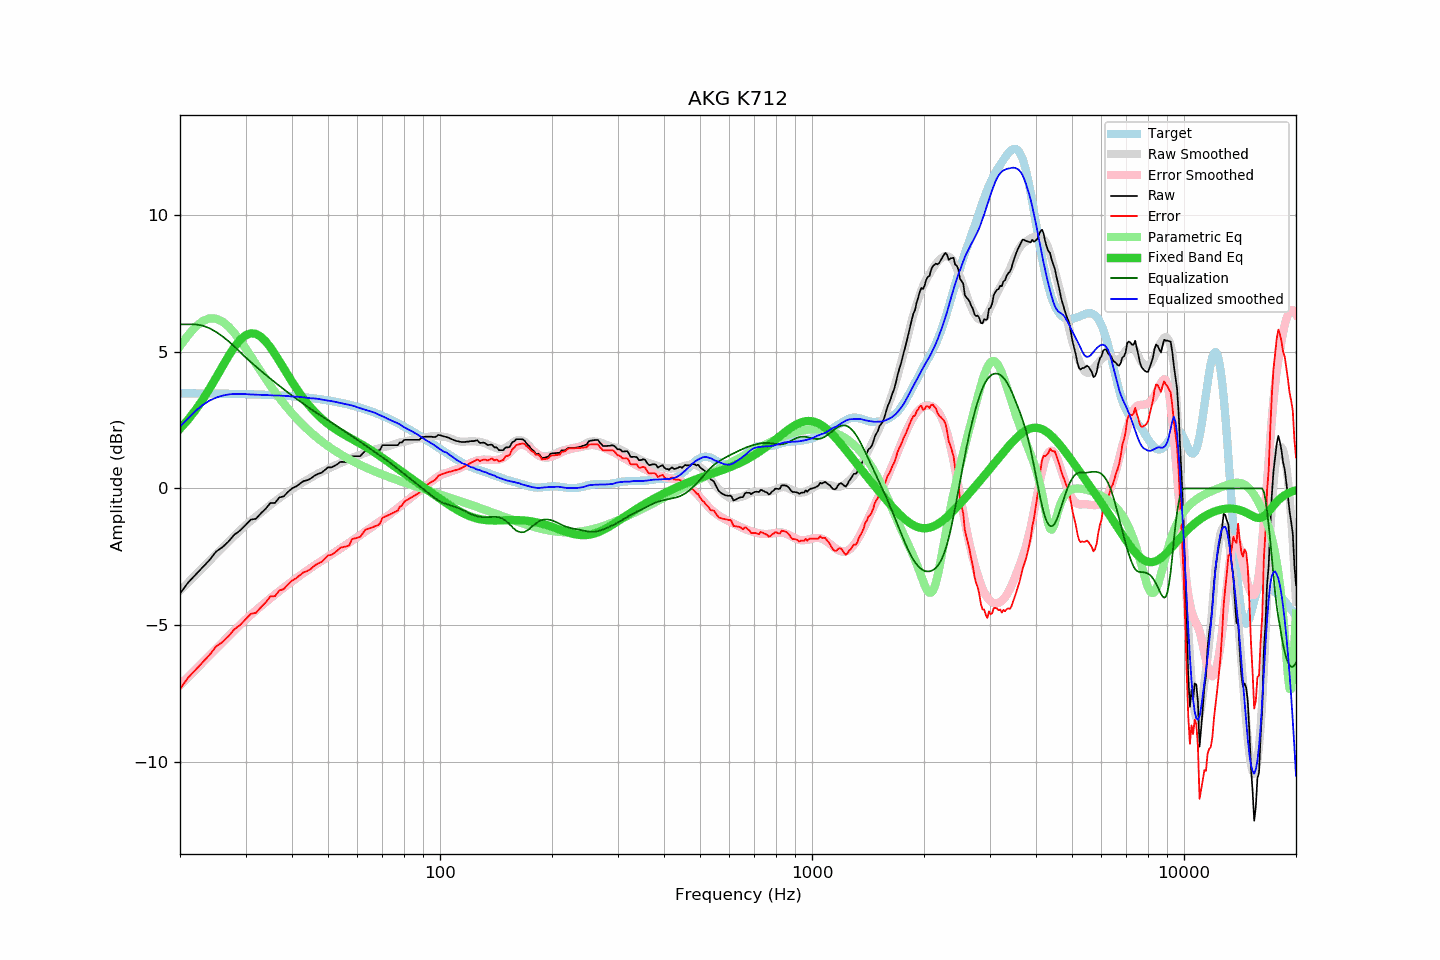 AKG K712
Target
Raw Smoothed
Error Smoothed
Raw
Error
Parametric Eq
Fixed Band Eq
Equalization
Equalized smoothed
Amplitude (dBr)
10
5
0
−5
−10
100
1000
10000
Frequency (Hz)